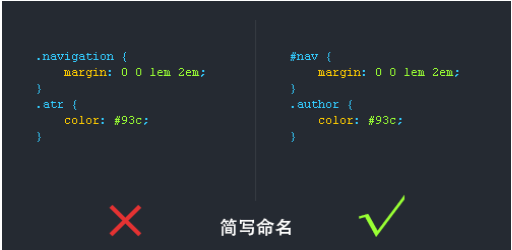 .navigation {
margin: 0 0 1em 2em;
}
.atr {
color: #93c;
}
#nav {
margin: 0 0 1em 2em;
}
.author {
color: #93c;
}
简写命名